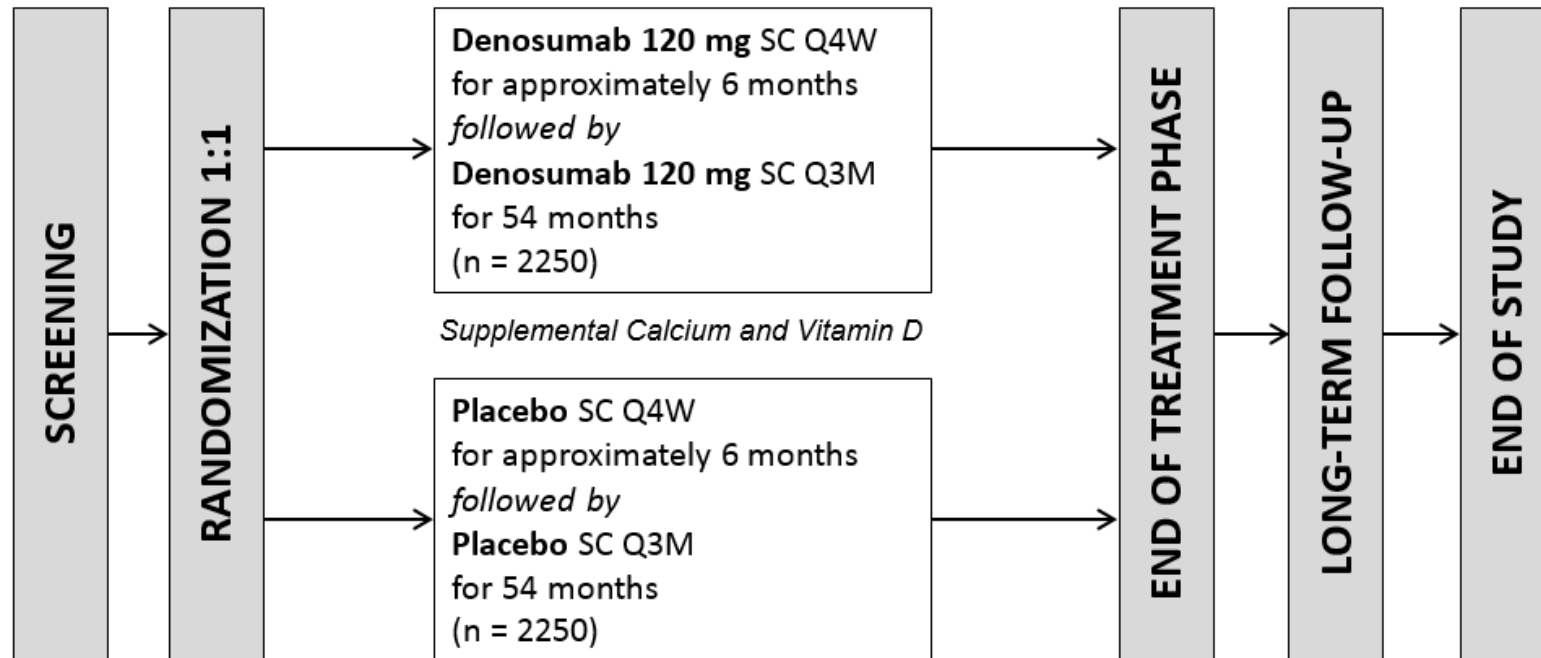 SCREENING
RANDOMIZATION 1:1
Denosumab 120 mg SC Q4W
for approximately 6 months
followed by
Denosumab 120 mg SC Q3M
for 54 months
(n = 2250)
Supplemental Calcium and Vitamin D
Placebo SC Q4W
for approximately 6 months
followed by
Placebo SC Q3M
for 54 months
(n = 2250)
END OF TREATMENT PHASE
LONG-TERM FOLLOW-UP
END OF STUDY